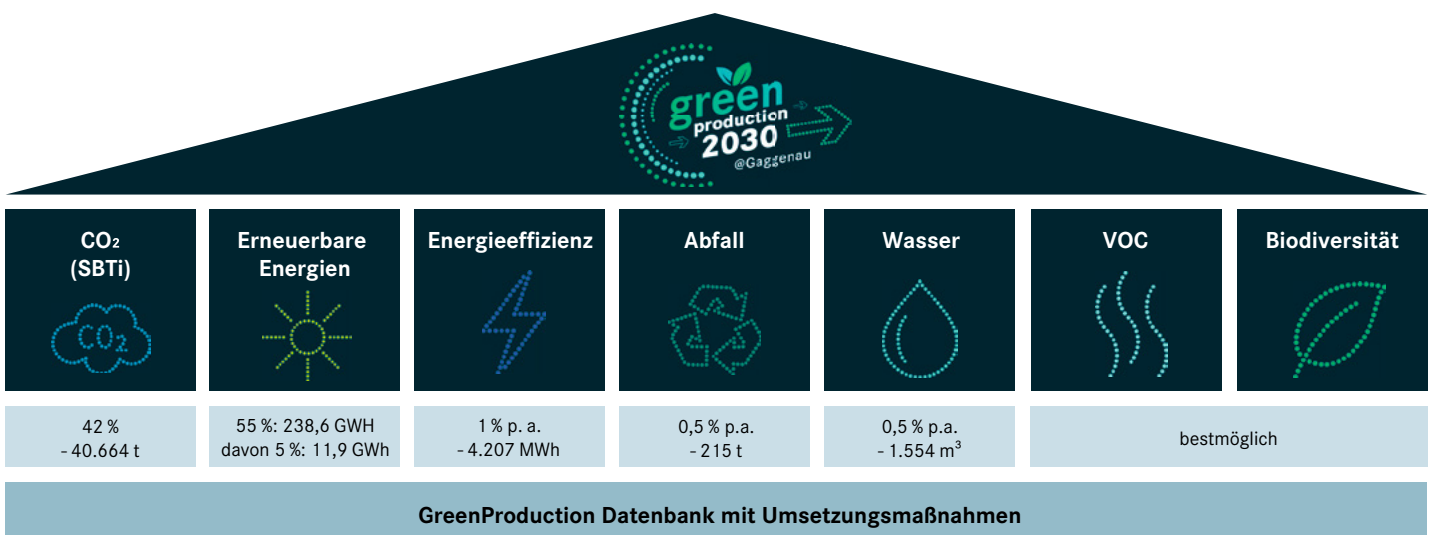 green
production
2030
@Gaggenau
CO₂
(SBTi)
CO₂
42 %
- 40.664 t
Erneuerbare
Energien
55 %: 238,6 GWH
davon 5 %: 11,9 GWh
Energieeffizienz
1 % p. a.
- 4.207 MWh
Abfall
0,5 % p.a.
- 215 t
Wasser
0,5 % p.a.
- 1.554 m³
VOC
Biodiversität
bestmöglich
GreenProduction Datenbank mit Umsetzungsmaßnahmen